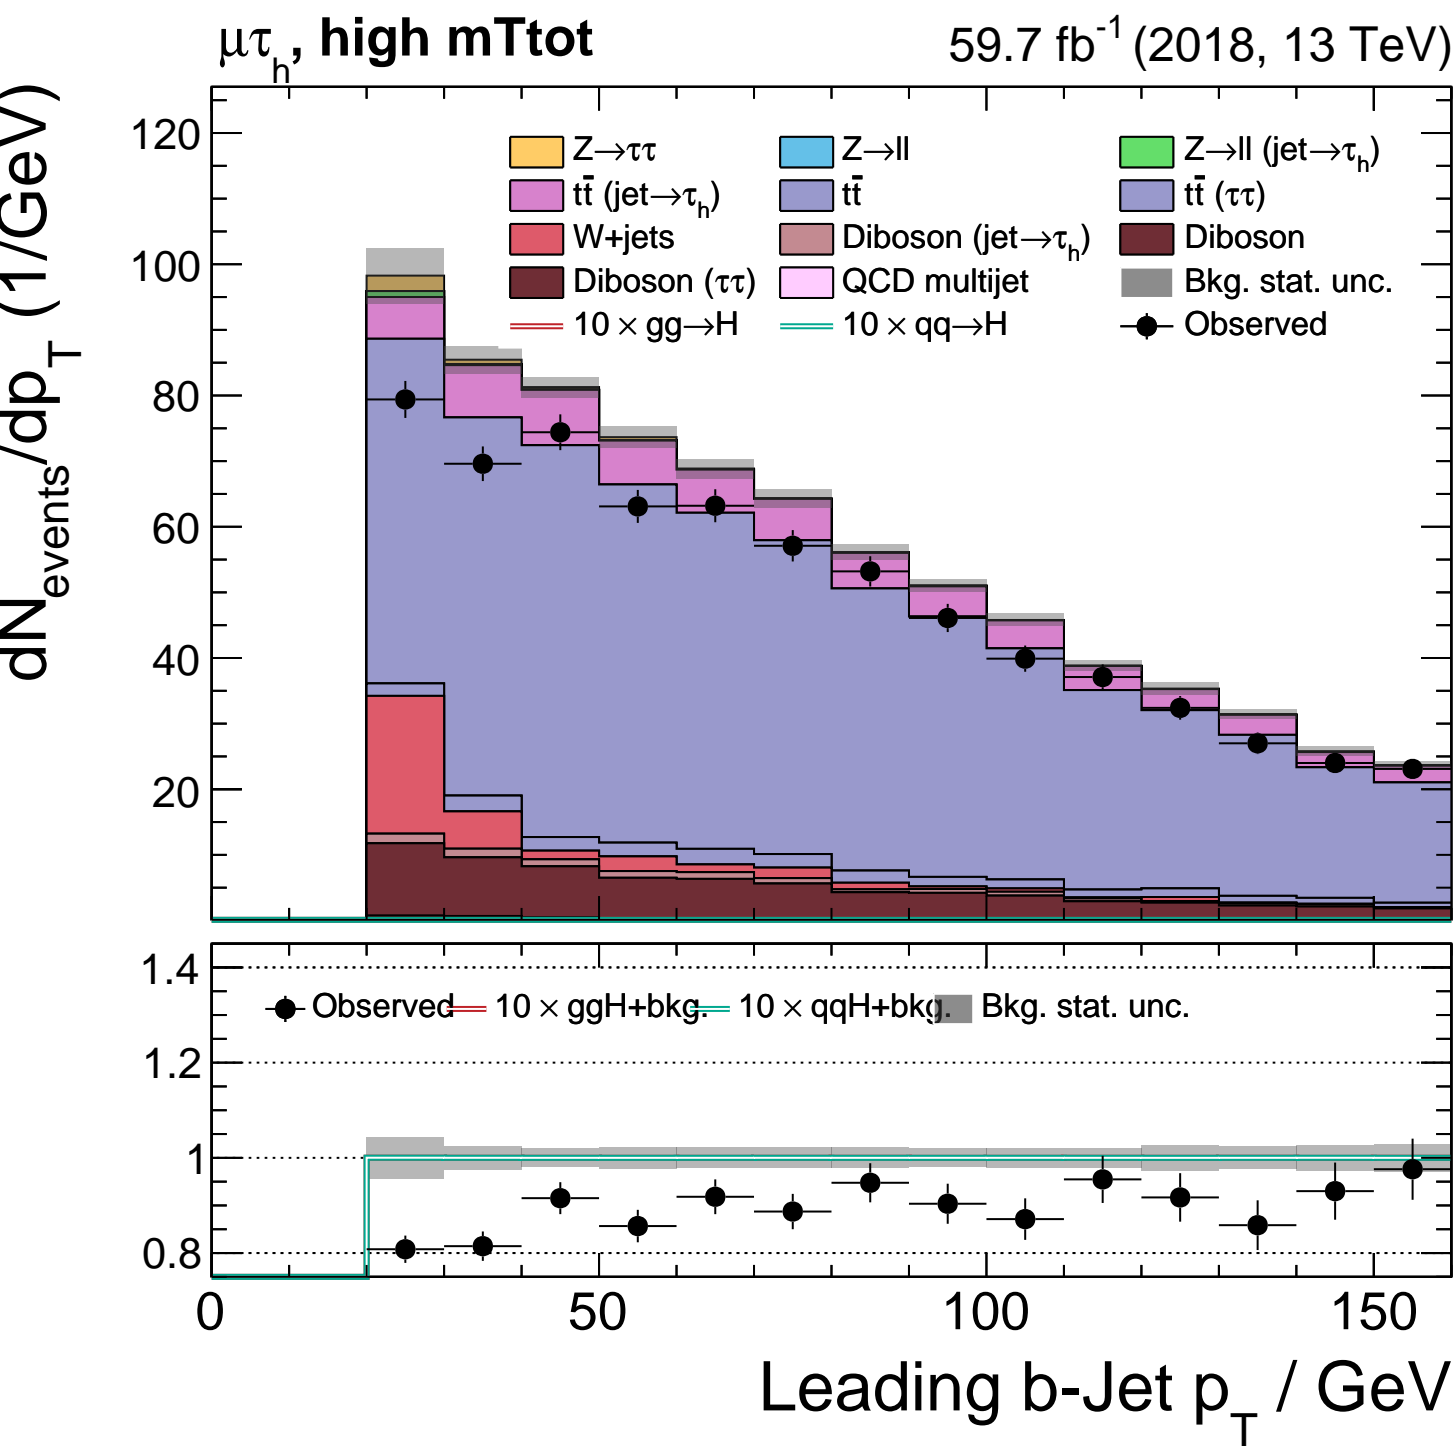 μτh, high mTtot 59.7 fb-1 (2018, 13 TeV)
dNevents/dpT (1/GeV)
120
100
80
60
40
20
Z→ττ Z→ll Z→ll (jet→τh)
tt̄ (jet→τh) tt̄ tt̄ (ττ)
W+jets Diboson (jet→τh) Diboson
Diboson (ττ) QCD multijet Bkg. stat. unc.
10 × gg→H 10 × qq→H Observed
1.4
1.2
1
0.8
Observed 10 × ggH+bkg. 10 × qqH+bkg. Bkg. stat. unc.
0 50 100 150
Leading b-Jet pT / GeV